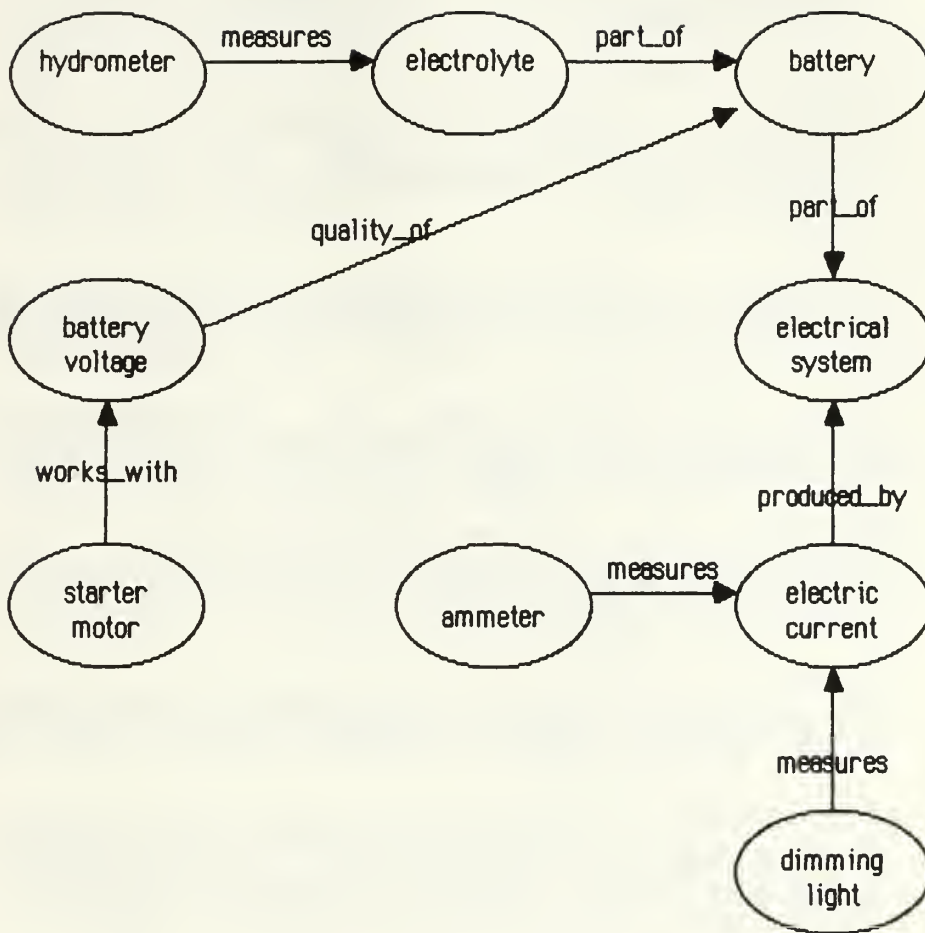 hydrometer
measures
electrolyte
part_of
battery
quality_of
part_of
battery
voltage
electrical
system
works_with
produced_by
starter
motor
ammeter
measures
electric
current
measures
dimming
light